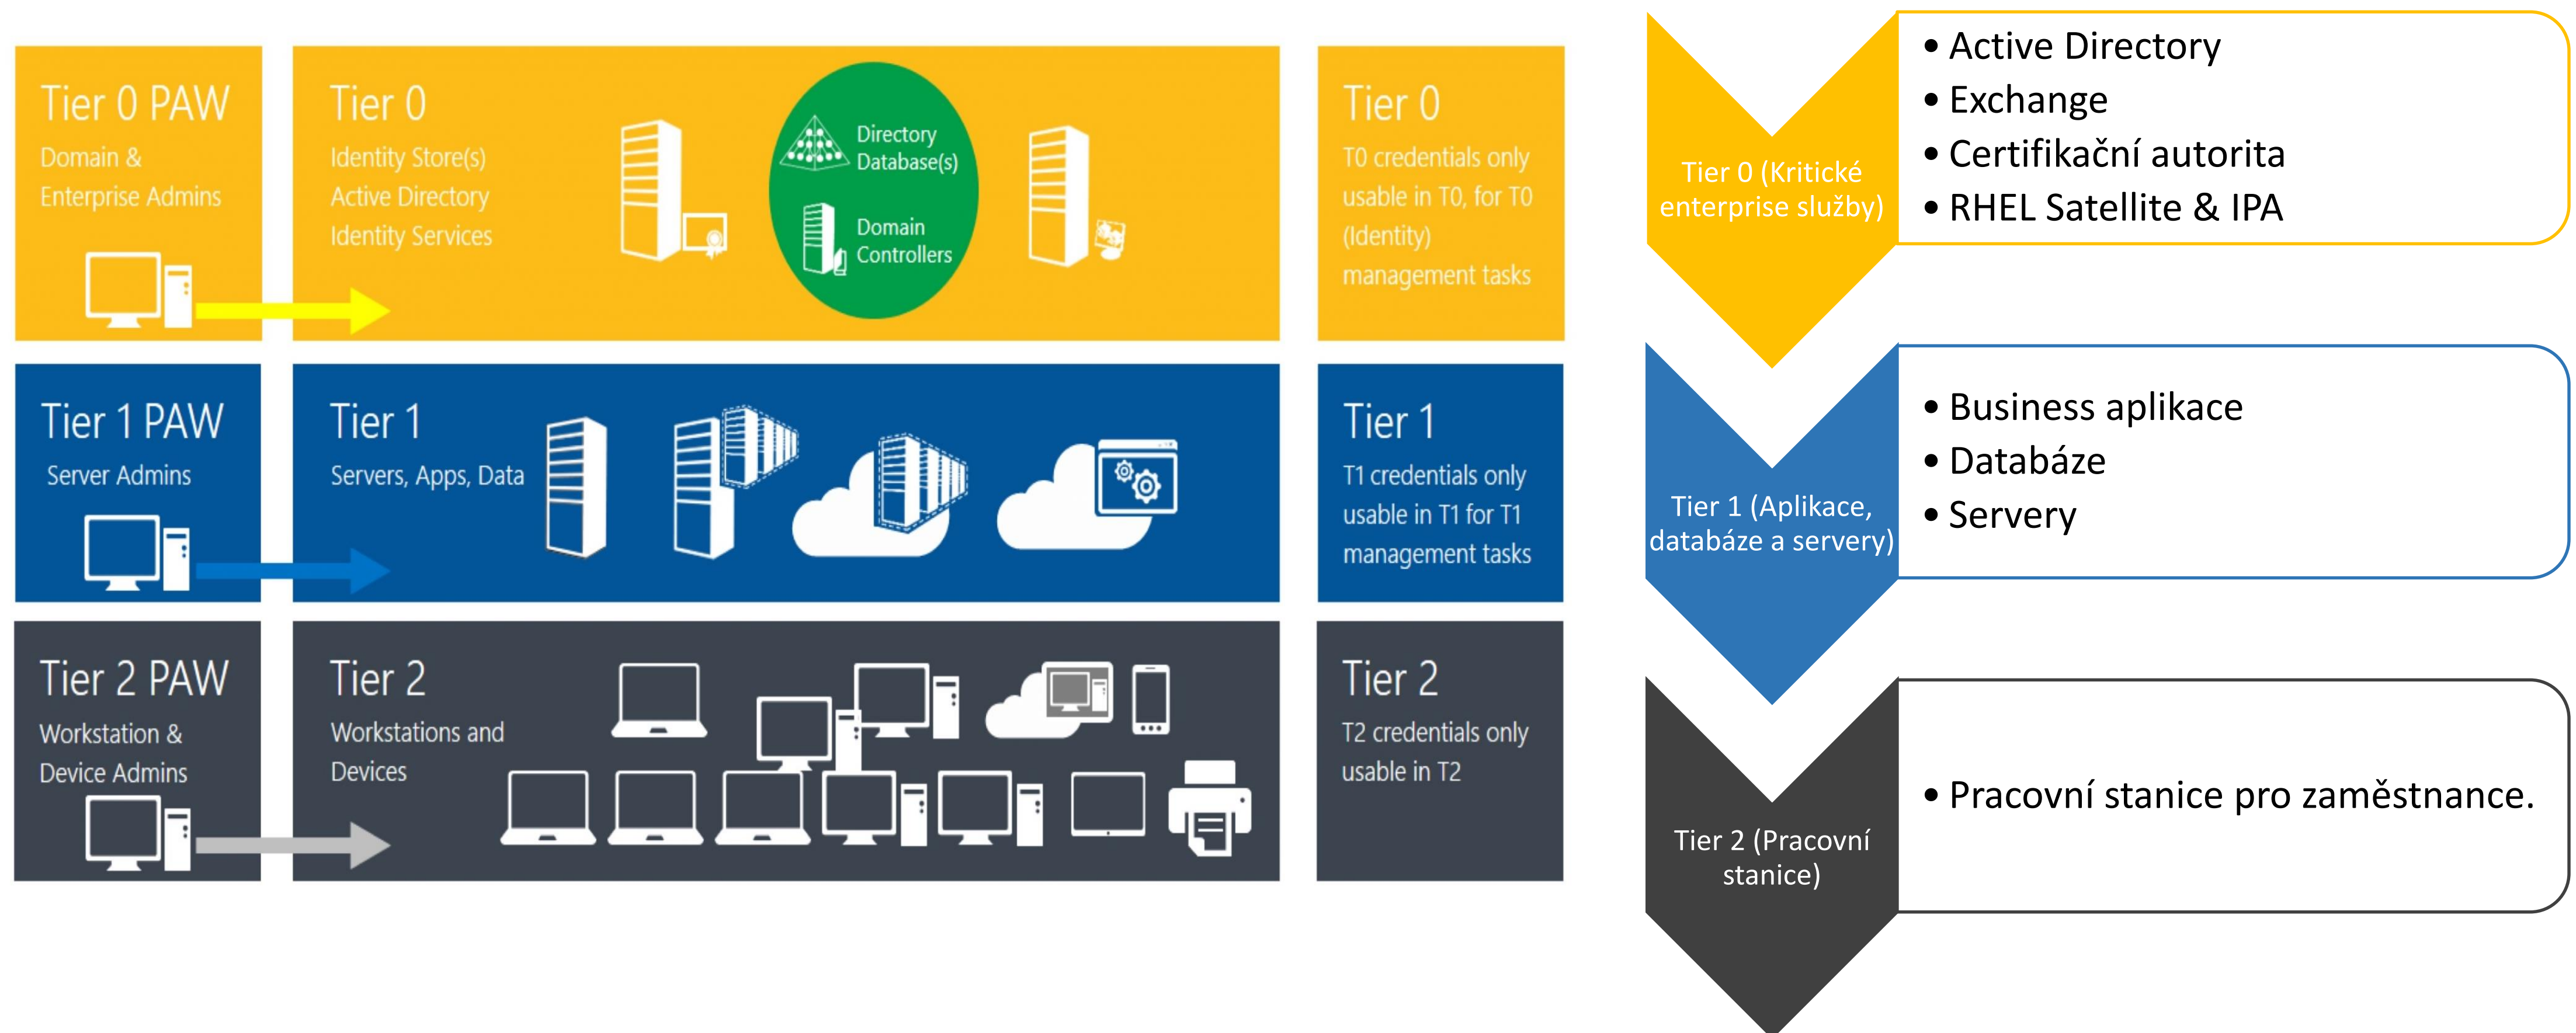 Tier 0 PAW
Domain &
Enterprise Admins
Tier 0
Identity Store(s)
Active Directory
Identity Services
Directory
Database(s)
Domain
Controllers
Tier 0
T0 credentials only
usable in T0, for T0
(Identity)
management tasks
Tier 1 PAW
Server Admins
Tier 1
Servers, Apps, Data
Tier 1
T1 credentials only
usable in T1 for T1
management tasks
Tier 2 PAW
Workstation &
Device Admins
Tier 2
Workstations and
Devices
Tier 2
T2 credentials only
usable in T2
Tier 0 (Kritické
enterprise služby)
• Active Directory
• Exchange
• Certifikační autorita
• RHEL Satellite & IPA
Tier 1 (Aplikace,
databáze a servery)
• Business aplikace
• Databáze
• Servery
Tier 2 (Pracovní
stanice)
• Pracovní stanice pro zaměstnance.